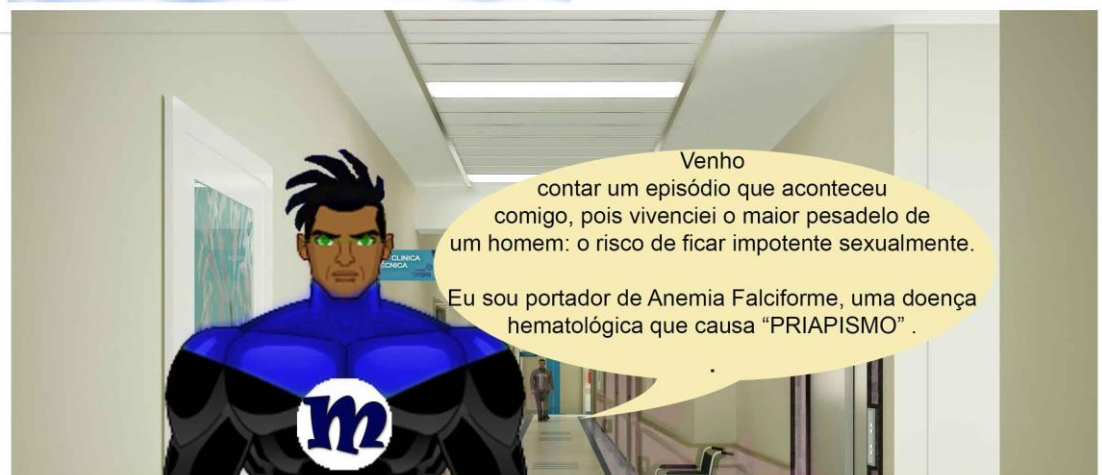 Venho
contar um episódio que aconteceu
comigo, pois vivenciei o maior pesadelo de
um homem: o risco de ficar impotente sexualmente.
Eu sou portador de Anemia Falciforme, uma doença
hematológica que causa “PRIAPISMO” .
.
CLINICA
m